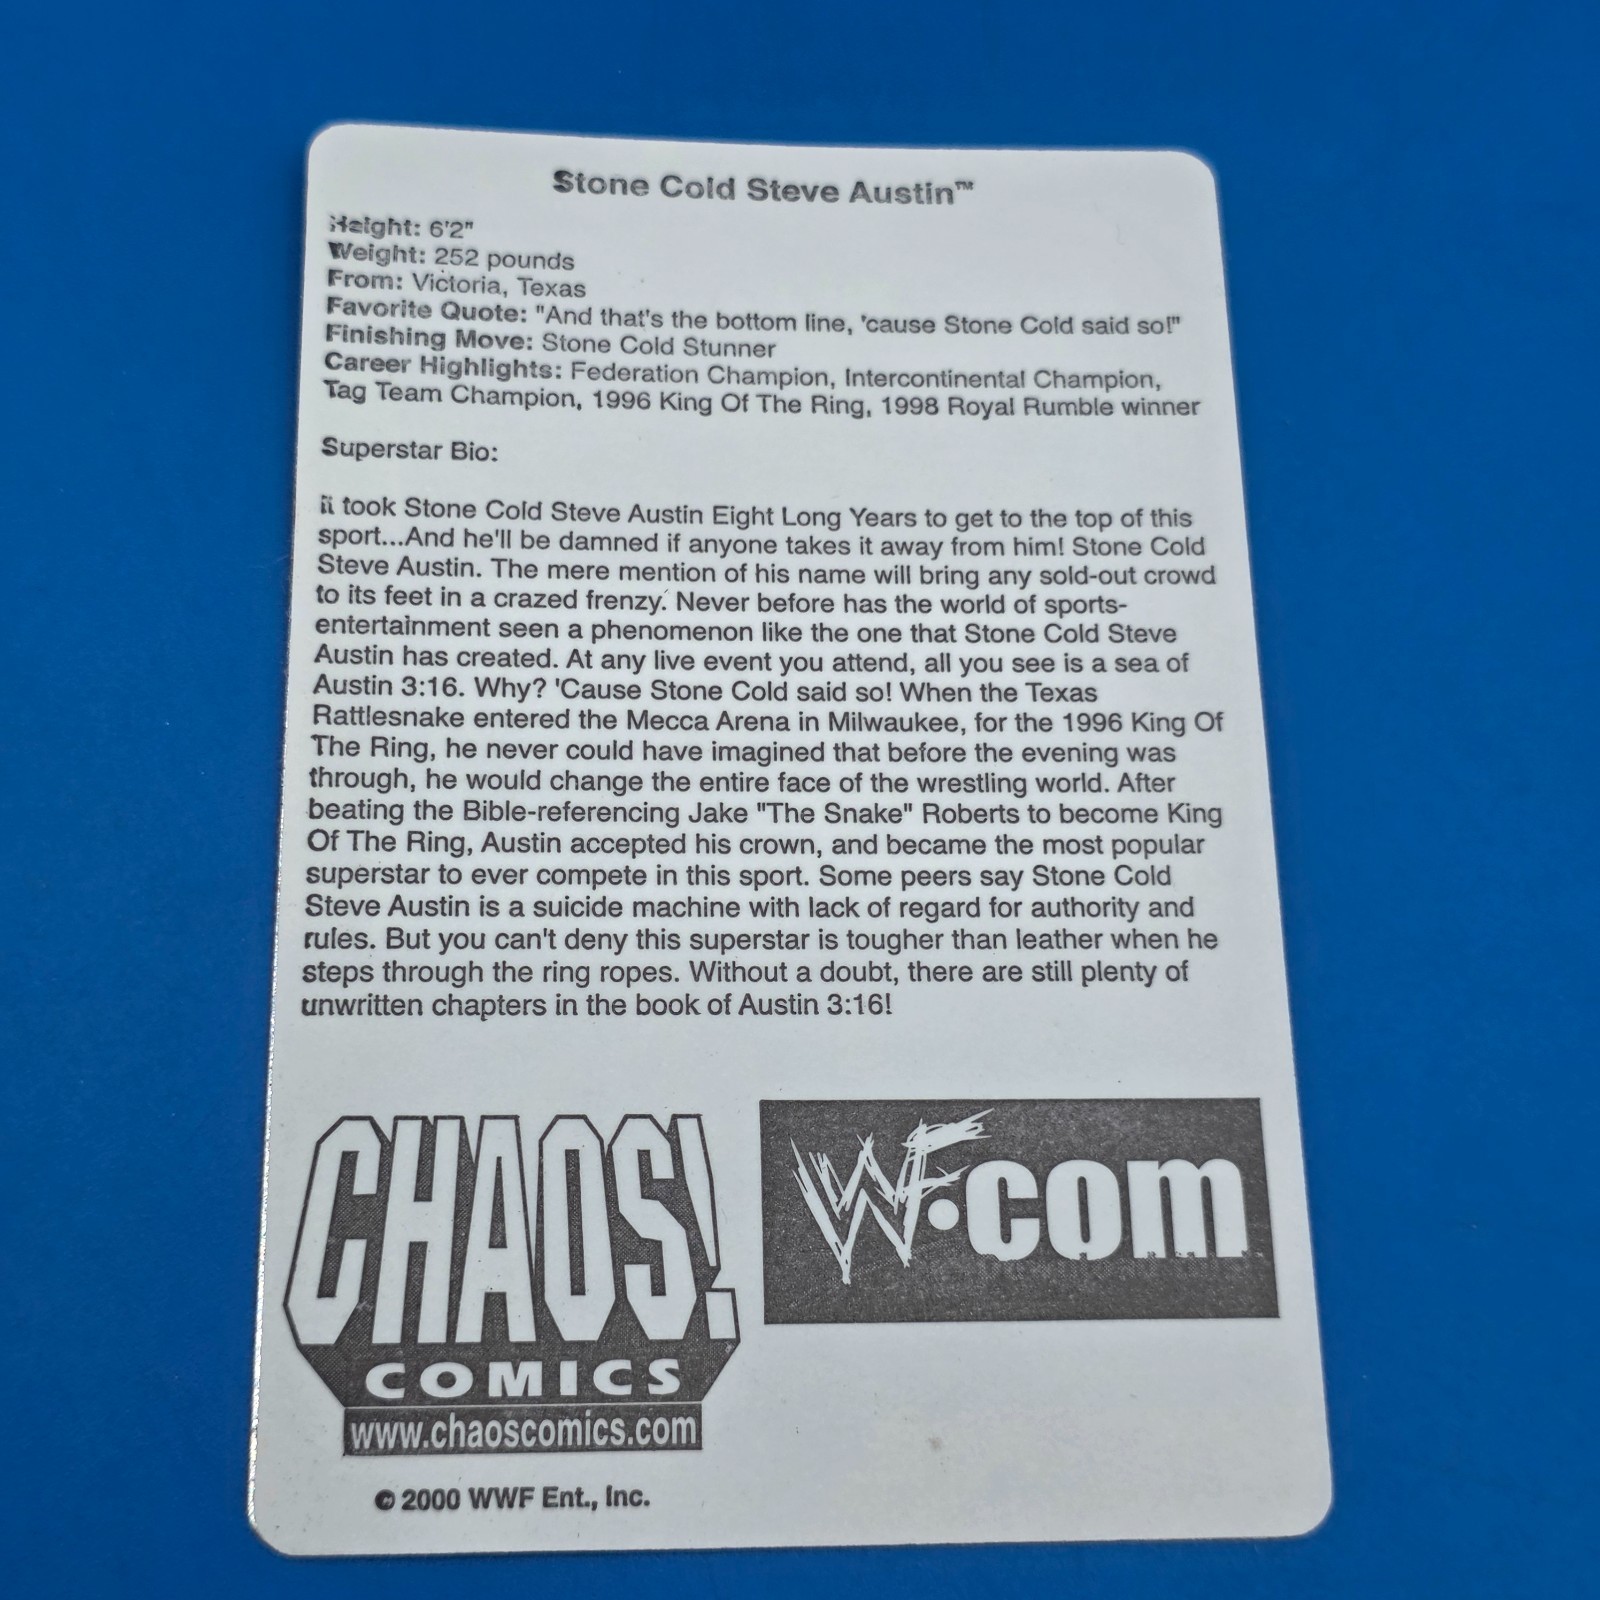 Stone Cold Steve Austin™
Height: 6'2"
Weight: 252 pounds
From: Victoria, Texas
Favorite Quote: "And that's the bottom line, 'cause Stone Cold said so!"
Finishing Move: Stone Cold Stunner
Career Highlights: Federation Champion, Intercontinental Champion,
Tag Team Champion, 1996 King Of The Ring, 1998 Royal Rumble winner
Superstar Bio:
It took Stone Cold Steve Austin Eight Long Years to get to the top of this
sport...And he'll be damned if anyone takes it away from him! Stone Cold
Steve Austin. The mere mention of his name will bring any sold-out crowd
to its feet in a crazed frenzy. Never before has the world of sports-
entertainment seen a phenomenon like the one that Stone Cold Steve
Austin has created. At any live event you attend, all you see is a sea of
Austin 3:16. Why? 'Cause Stone Cold said so! When the Texas
Rattlesnake entered the Mecca Arena in Milwaukee, for the 1996 King Of
The Ring, he never could have imagined that before the evening was
through, he would change the entire face of the wrestling world. After
beating the Bible-referencing Jake "The Snake" Roberts to become King
Of The Ring, Austin accepted his crown, and became the most popular
superstar to ever compete in this sport. Some peers say Stone Cold
Steve Austin is a suicide machine with lack of regard for authority and
rules. But you can't deny this superstar is tougher than leather when he
steps through the ring ropes. Without a doubt, there are still plenty of
unwritten chapters in the book of Austin 3:16!
CHAOS!
COMICS
www.chaoscomics.com
WF.com
© 2000 WWF Ent., Inc.